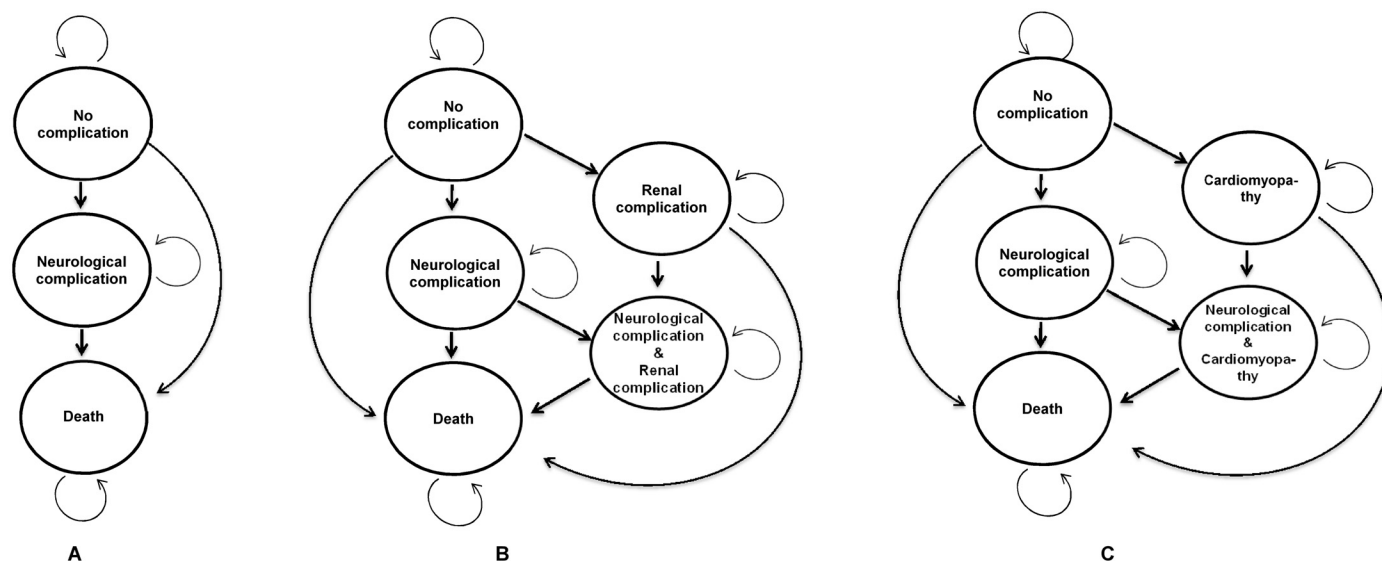 No
complication
Neurological
complication
Death
A
No
complication
Renal
complication
Neurological
complication
Neurological
complication
&
Renal
complication
Death
B
No
complication
Cardiomyopa-
thy
Neurological
complication
Neurological
complication
&
Cardiomyopa-
thy
Death
C